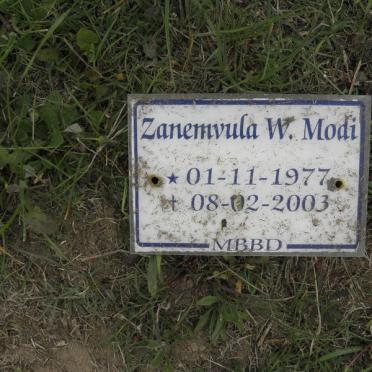 Zanemvula W. Modi
★ 01-11-1977
† 08-02-2003
MBBD